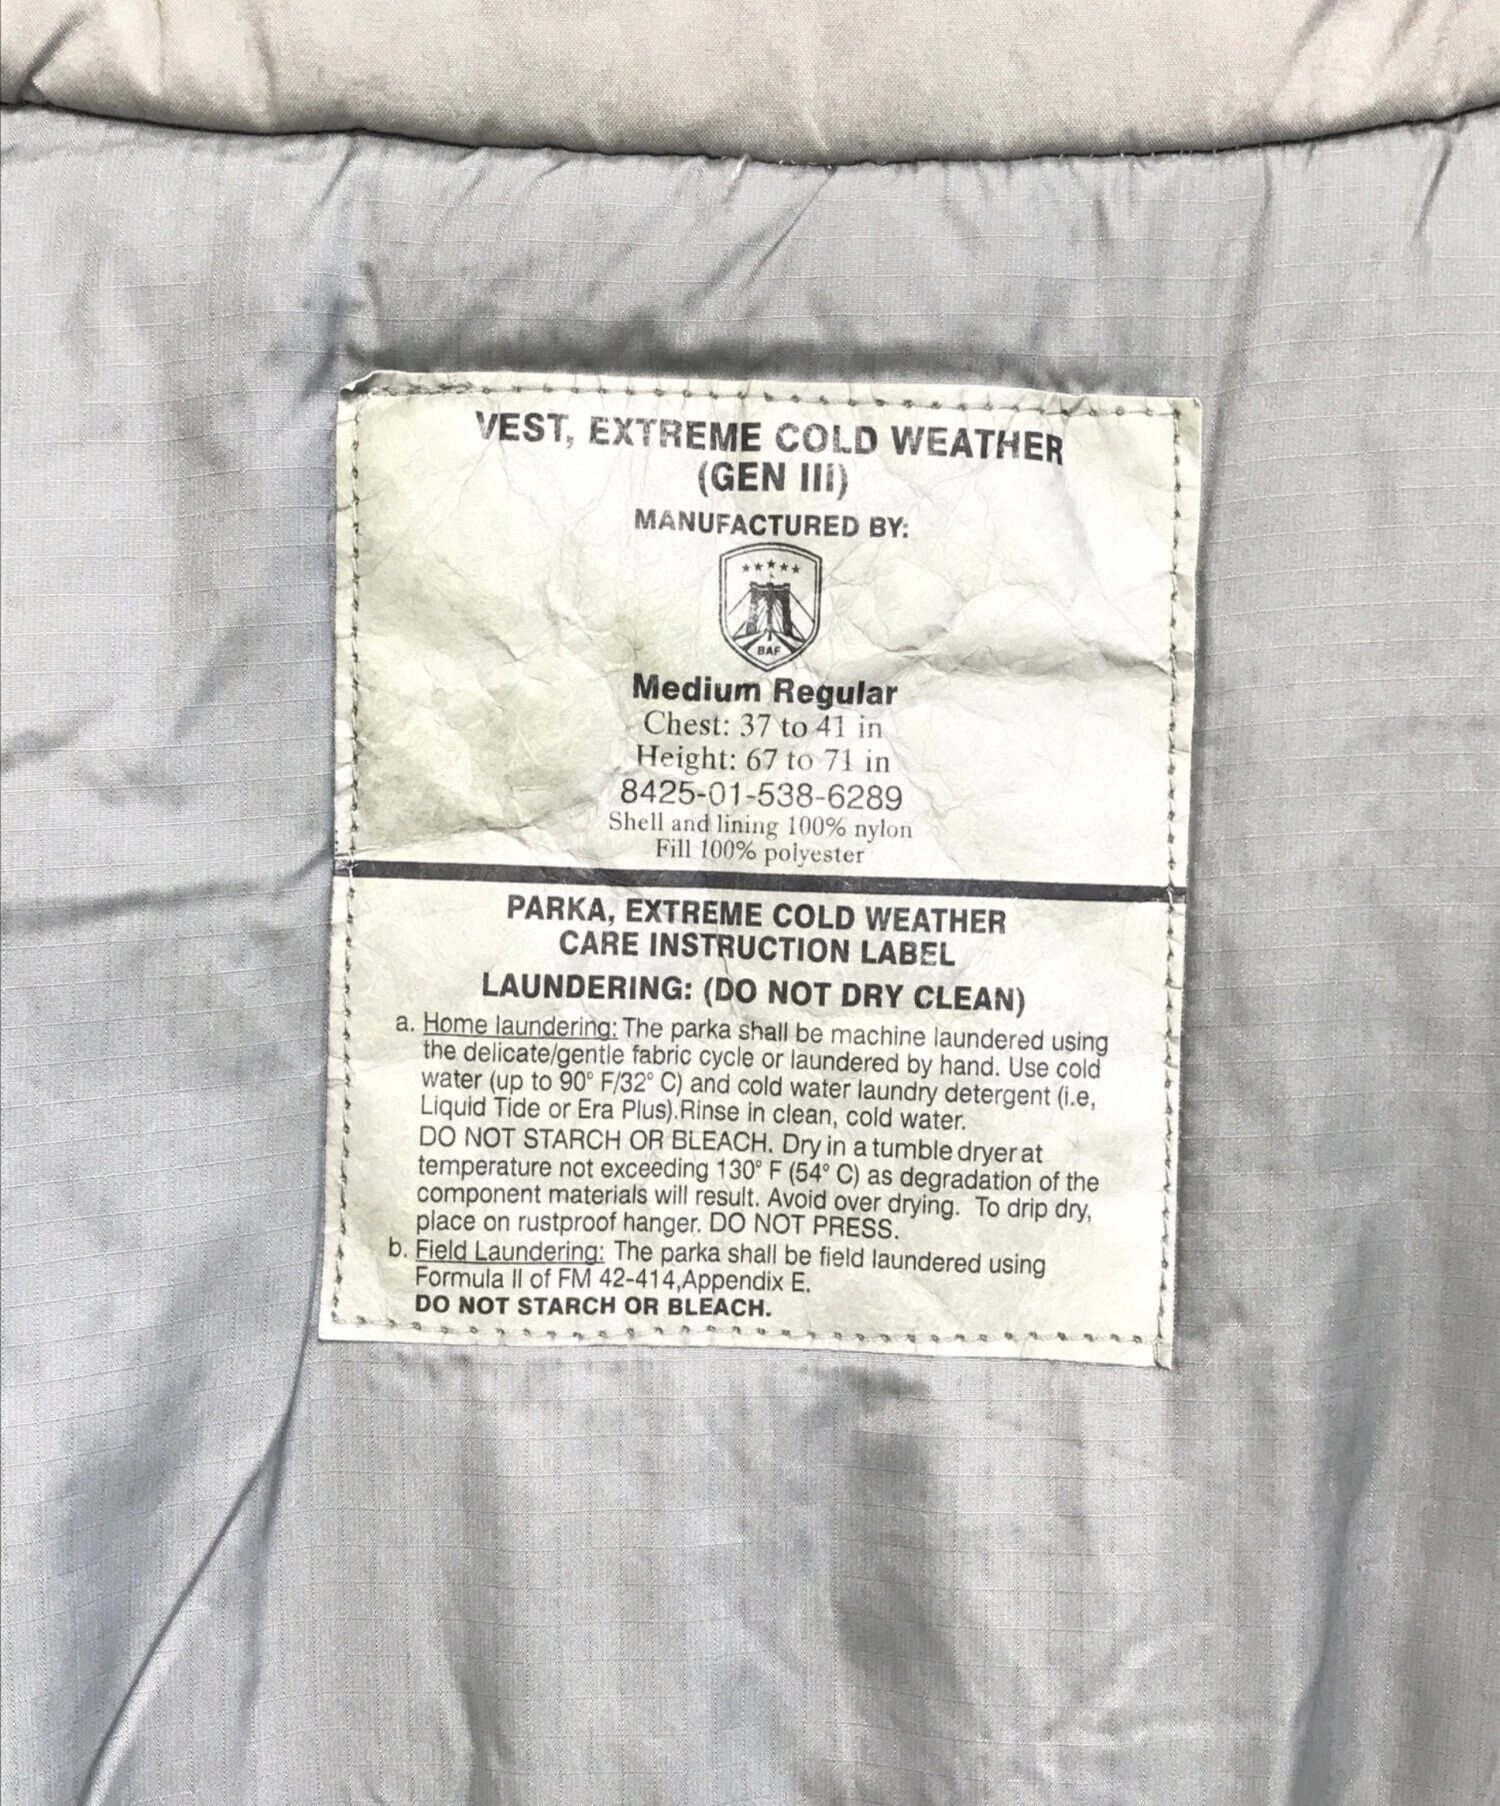 VEST, EXTREME COLD WEATHER
(GEN III)
MANUFACTURED BY:
BAF
Medium Regular
Chest: 37 to 41 in
Height: 67 to 71 in
8425-01-538-6289
Shell and lining 100% nylon
Fill 100% polyester
PARKA, EXTREME COLD WEATHER
CARE INSTRUCTION LABEL
LAUNDERING: (DO NOT DRY CLEAN)
a. Home laundering: The parka shall be machine laundered using
the delicate/gentle fabric cycle or laundered by hand. Use cold
water (up to 90° F/32° C) and cold water laundry detergent (i.e,
Liquid Tide or Era Plus).Rinse in clean, cold water.
DO NOT STARCH OR BLEACH. Dry in a tumble dryer at
temperature not exceeding 130° F (54° C) as degradation of the
component materials will result. Avoid over drying. To drip dry,
place on rustproof hanger. DO NOT PRESS.
b. Field Laundering: The parka shall be field laundered using
Formula II of FM 42-414,Appendix E.
DO NOT STARCH OR BLEACH.